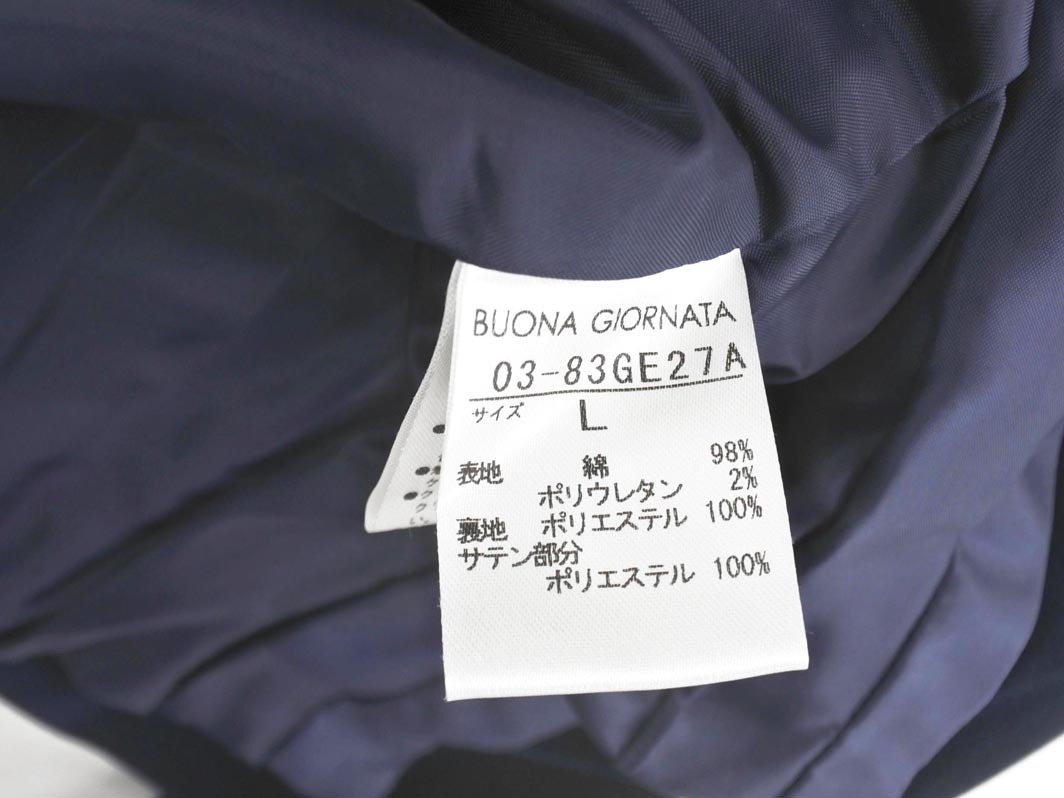 BUONA GIORNATA
03-83GE27A
サイズ L
表地 綿 98%
ポリウレタン 2%
裏地 ポリエステル 100%
サテン部分
ポリエステル 100%